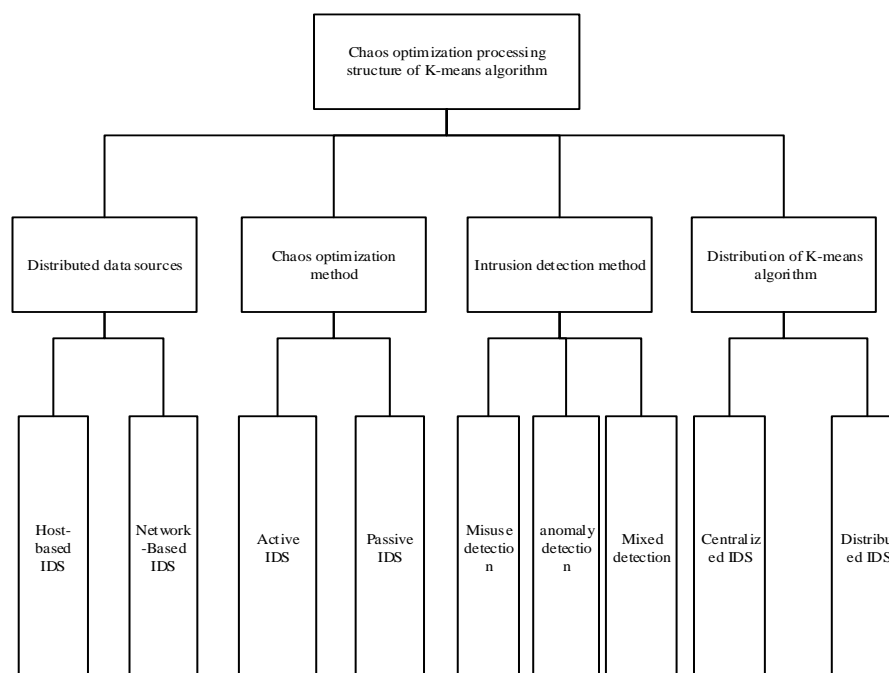 Chaos optimization processing
structure of K-means algorithm
Distributed data sources
Chaos optimization
method
Intrusion detection method
Distribution of K-means
algorithm
Host-
based IDS
Network
-Based
IDS
Active IDS
Passive IDS
Misuse
detectio
n
anomaly
detectio
n
Mixed
detection
Centraliz
ed IDS
Distribu
ed IDS